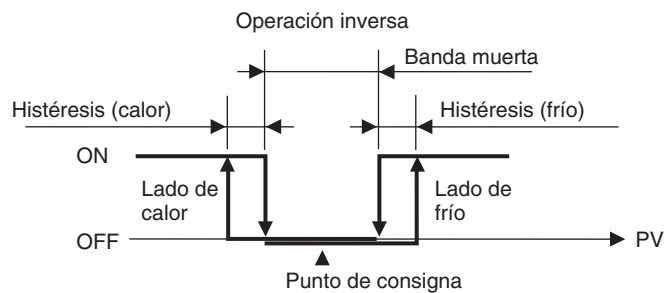 Operación inversa
Banda muerta
Histéresis (calor)
Histéresis (frío)
ON
Lado de
calor
Lado de
frío
OFF
PV
Punto de consigna